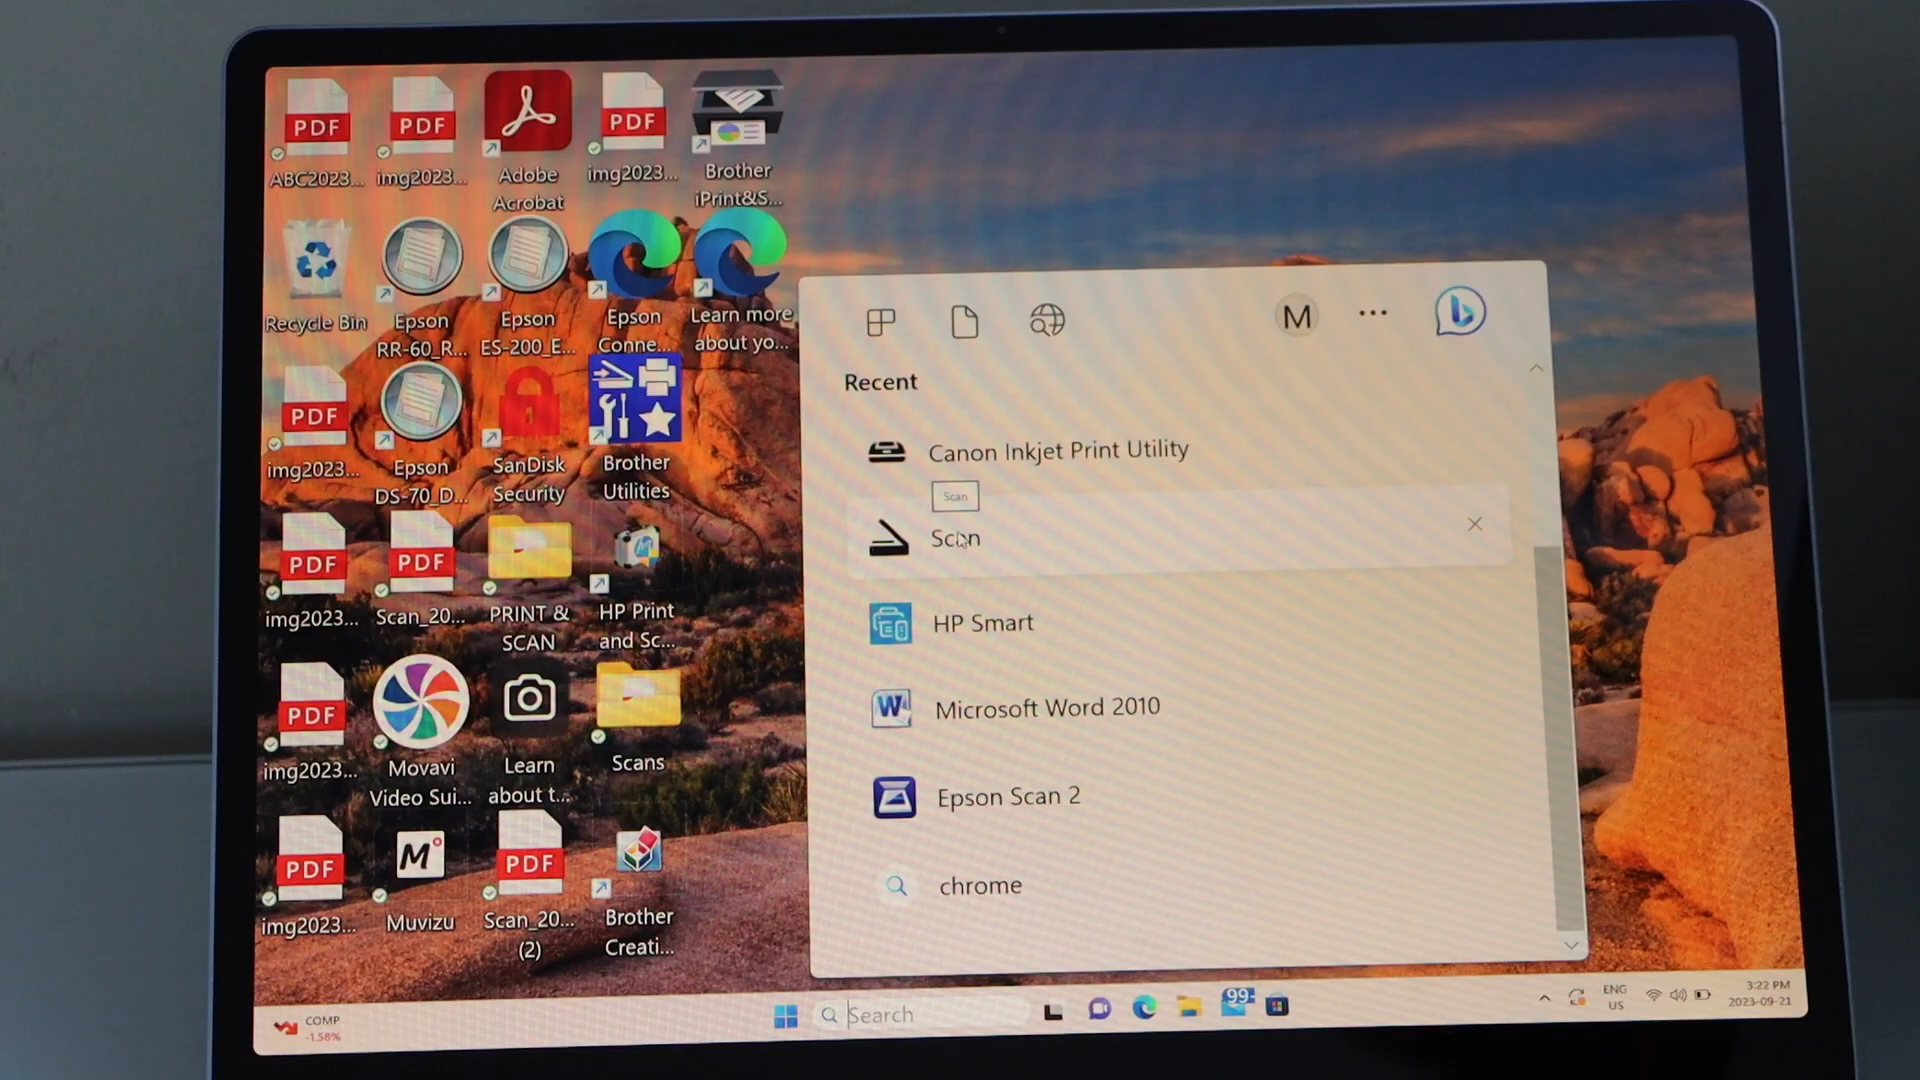 PDF
ABC2023...
PDF
img2023...
Adobe
Acrobat
PDF
img2023...
Brother
iPrint&S...
Recycle Bin
Epson
RR-60_R...
Epson
ES-200_E...
Epson
Conne...
Learn more
about yo...
PDF
img2023...
Epson
DS-70_D...
SanDisk
Security
Brother
Utilities
PDF
img2023...
PDF
Scan_20...
PRINT &
SCAN
HP Print
and Sc...
PDF
img2023...
Movavi
Video Sui...
Learn
about t...
Scans
PDF
img2023...
M
Muvizu
PDF
Scan_20...
(2)
Brother
Creati...
M
...
b
Recent
Canon Inkjet Print Utility
Scan
Scan
HP Smart
W
Microsoft Word 2010
Epson Scan 2
chrome
COMP
-1.58%
Search
99+
ENG
US
3:22 PM
2023-09-21